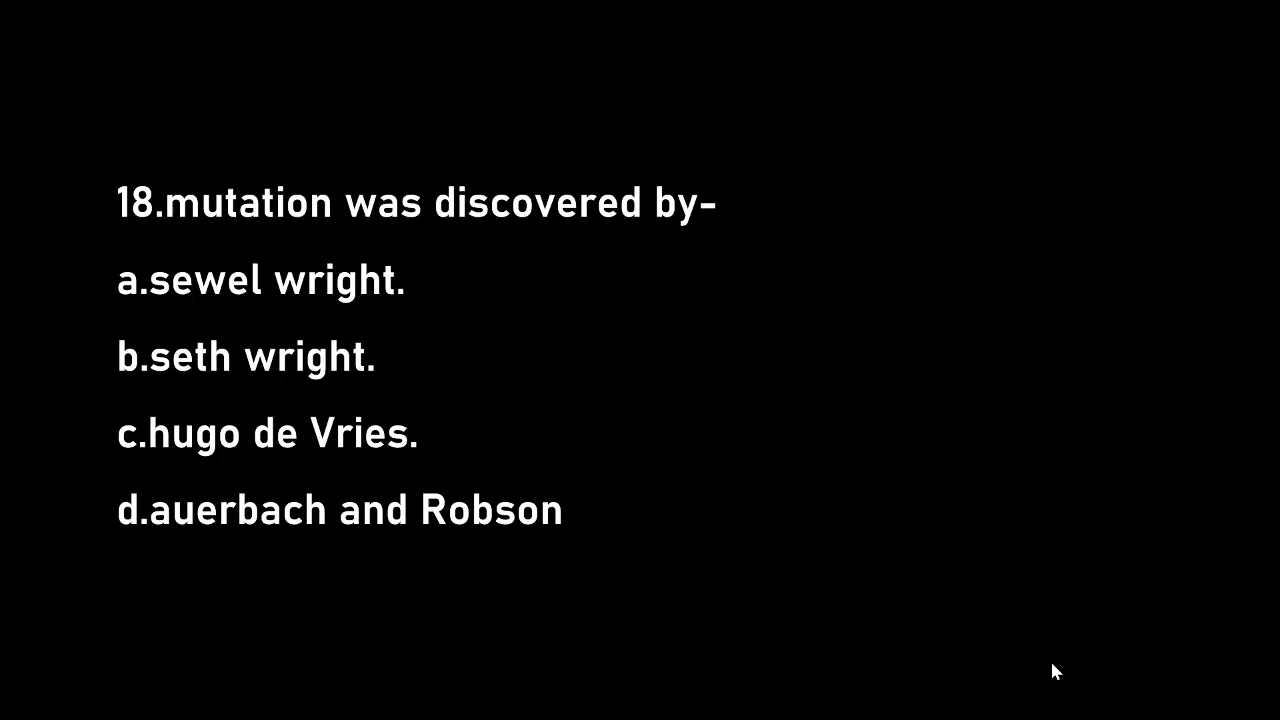 18.mutation was discovered by-
a.sewel wright.
b.seth wright.
c.hugo de Vries.
d.auerbach and Robson